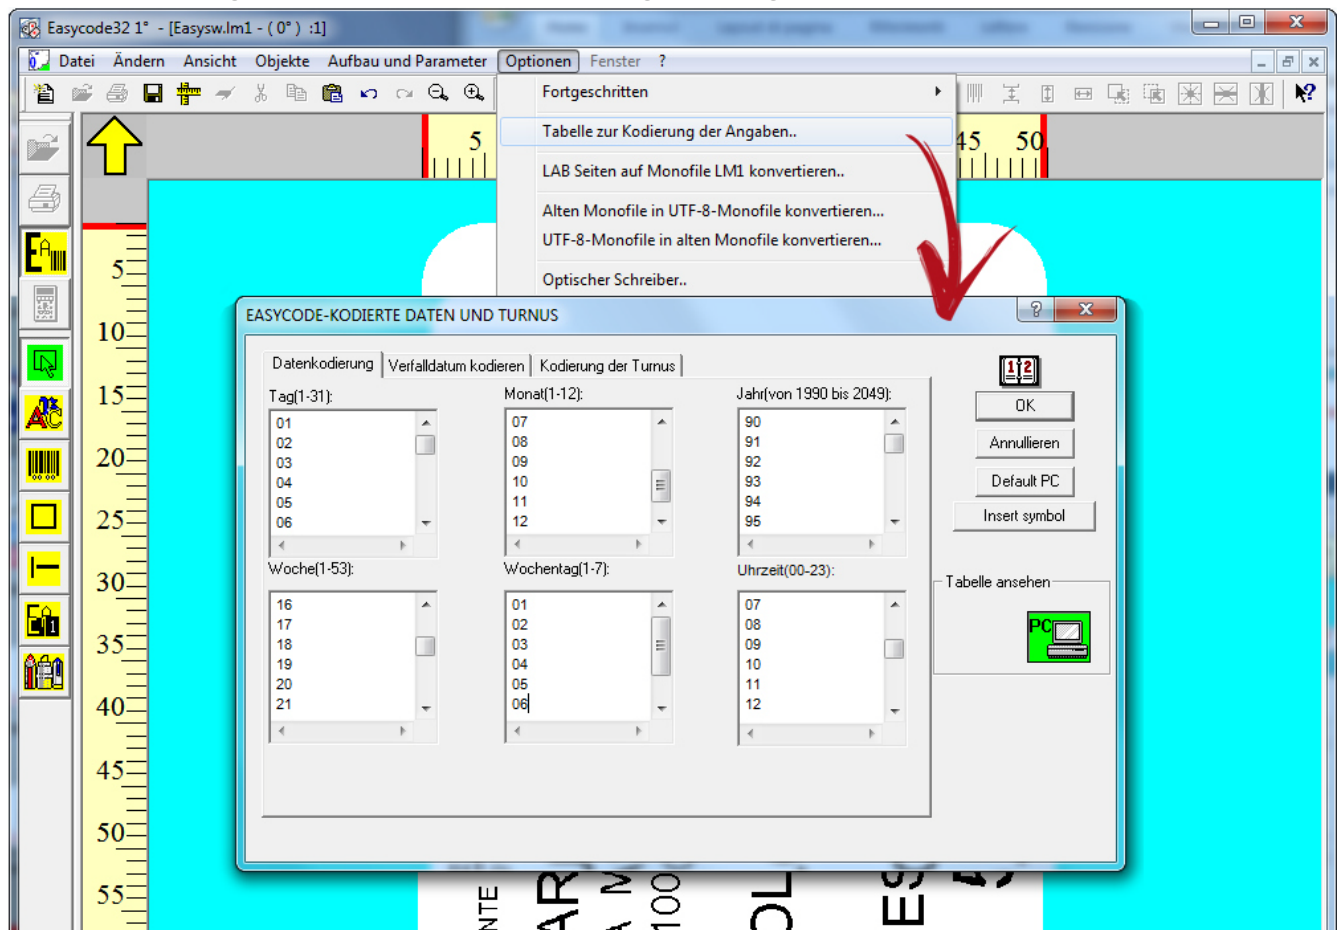 Easycode32 1° - [Easysw.lm1 - ( 0° ) :1]
Datei Ändern Ansicht Objekte Aufbau und Parameter Optionen Fenster ?
Fortgeschritten
Tabelle zur Kodierung der Angaben..
LAB Seiten auf Monofile LM1 konvertieren..
Alten Monofile in UTF-8-Monofile konvertieren...
UTF-8-Monofile in alten Monofile konvertieren...
Optischer Schreiber..
5 45 50
5
10
15
20
25
30
35
40
45
50
55
EASYCODE-KODIERTE DATEN UND TURNUS
Datenkodierung Verfalldatum kodieren Kodierung der Turnus
Tag(1-31):
01
02
03
04
05
06
Monat(1-12):
07
08
09
10
11
12
Jahr(von 1990 bis 2049):
90
91
92
93
94
95
Woche(1-53):
16
17
18
19
20
21
Wochentag(1-7):
01
02
03
04
05
06
Uhrzeit(00-23):
07
08
09
10
11
12
OK
Annullieren
Default PC
Insert symbol
Tabelle ansehen
PC